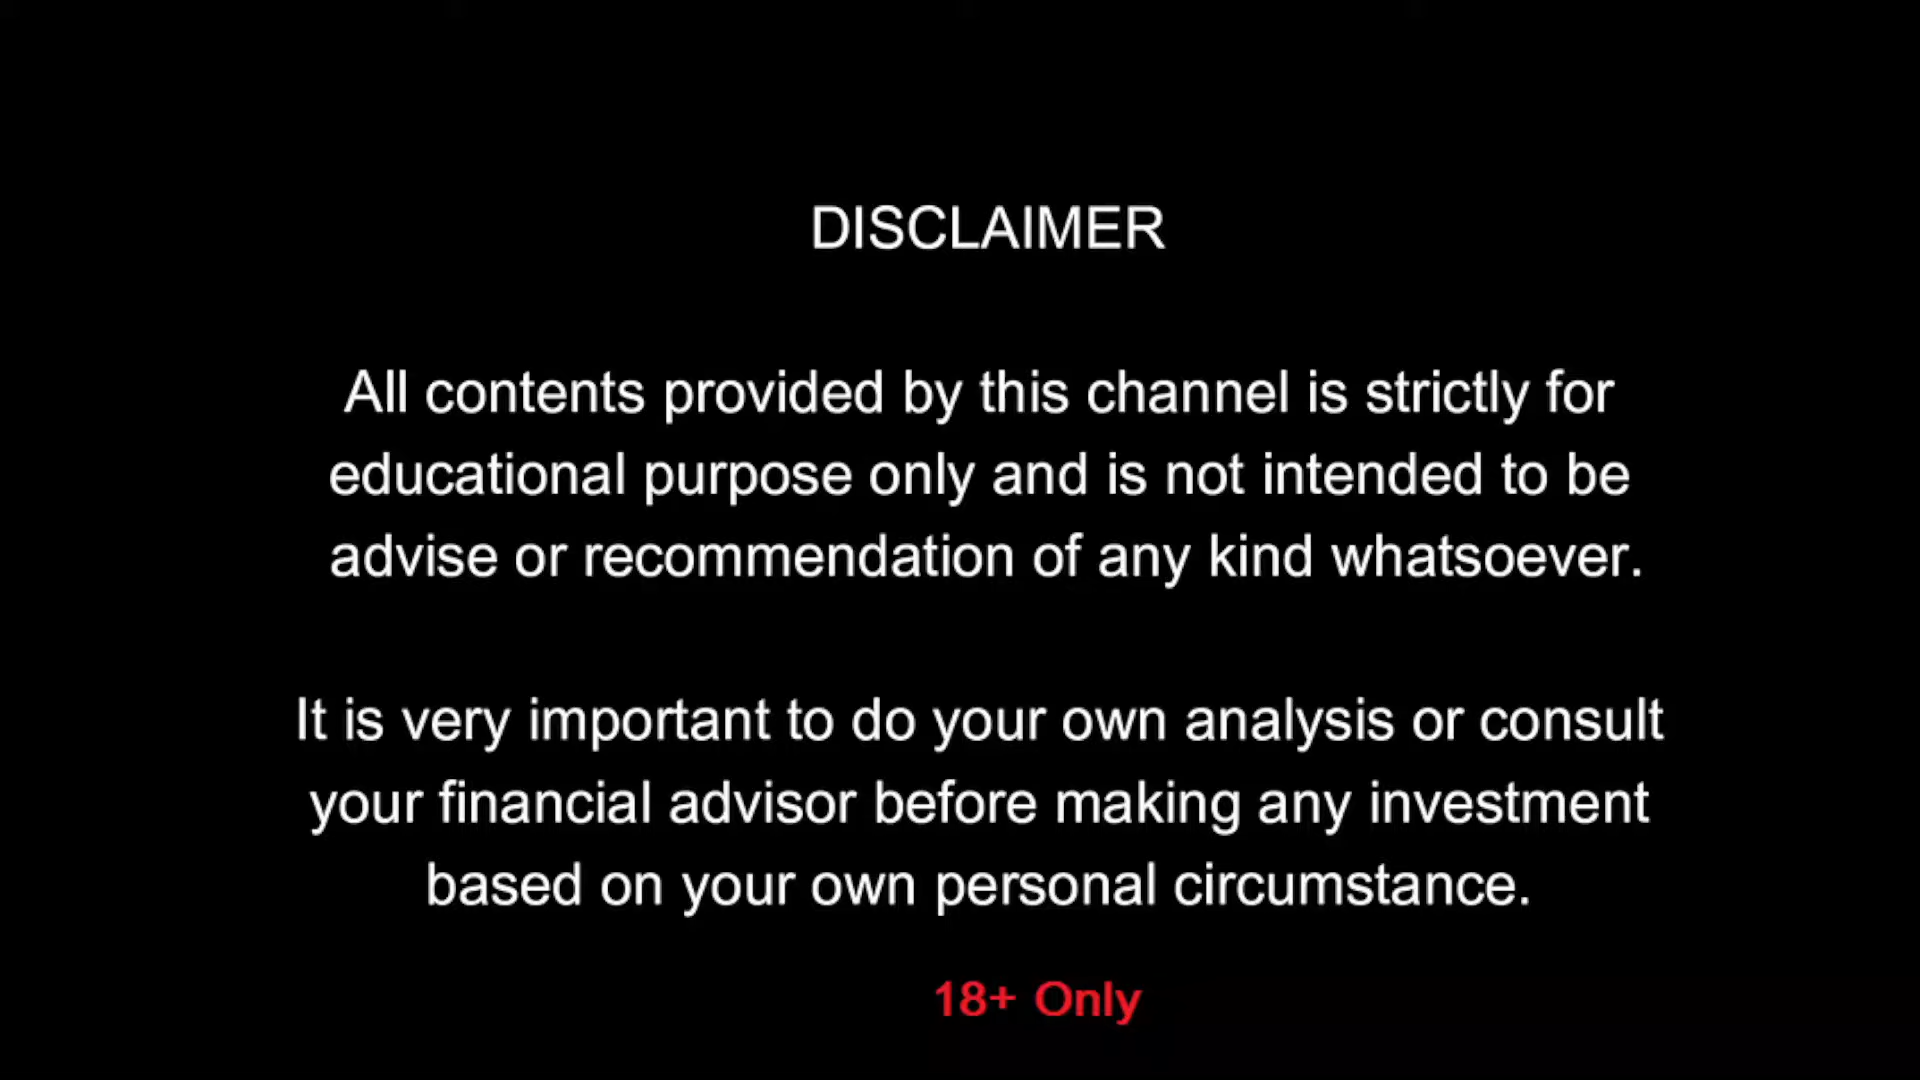 DISCLAIMER
All contents provided by this channel is strictly for
educational purpose only and is not intended to be
advise or recommendation of any kind whatsoever.
It is very important to do your own analysis or consult
your financial advisor before making any investment
based on your own personal circumstance.
18+ Only